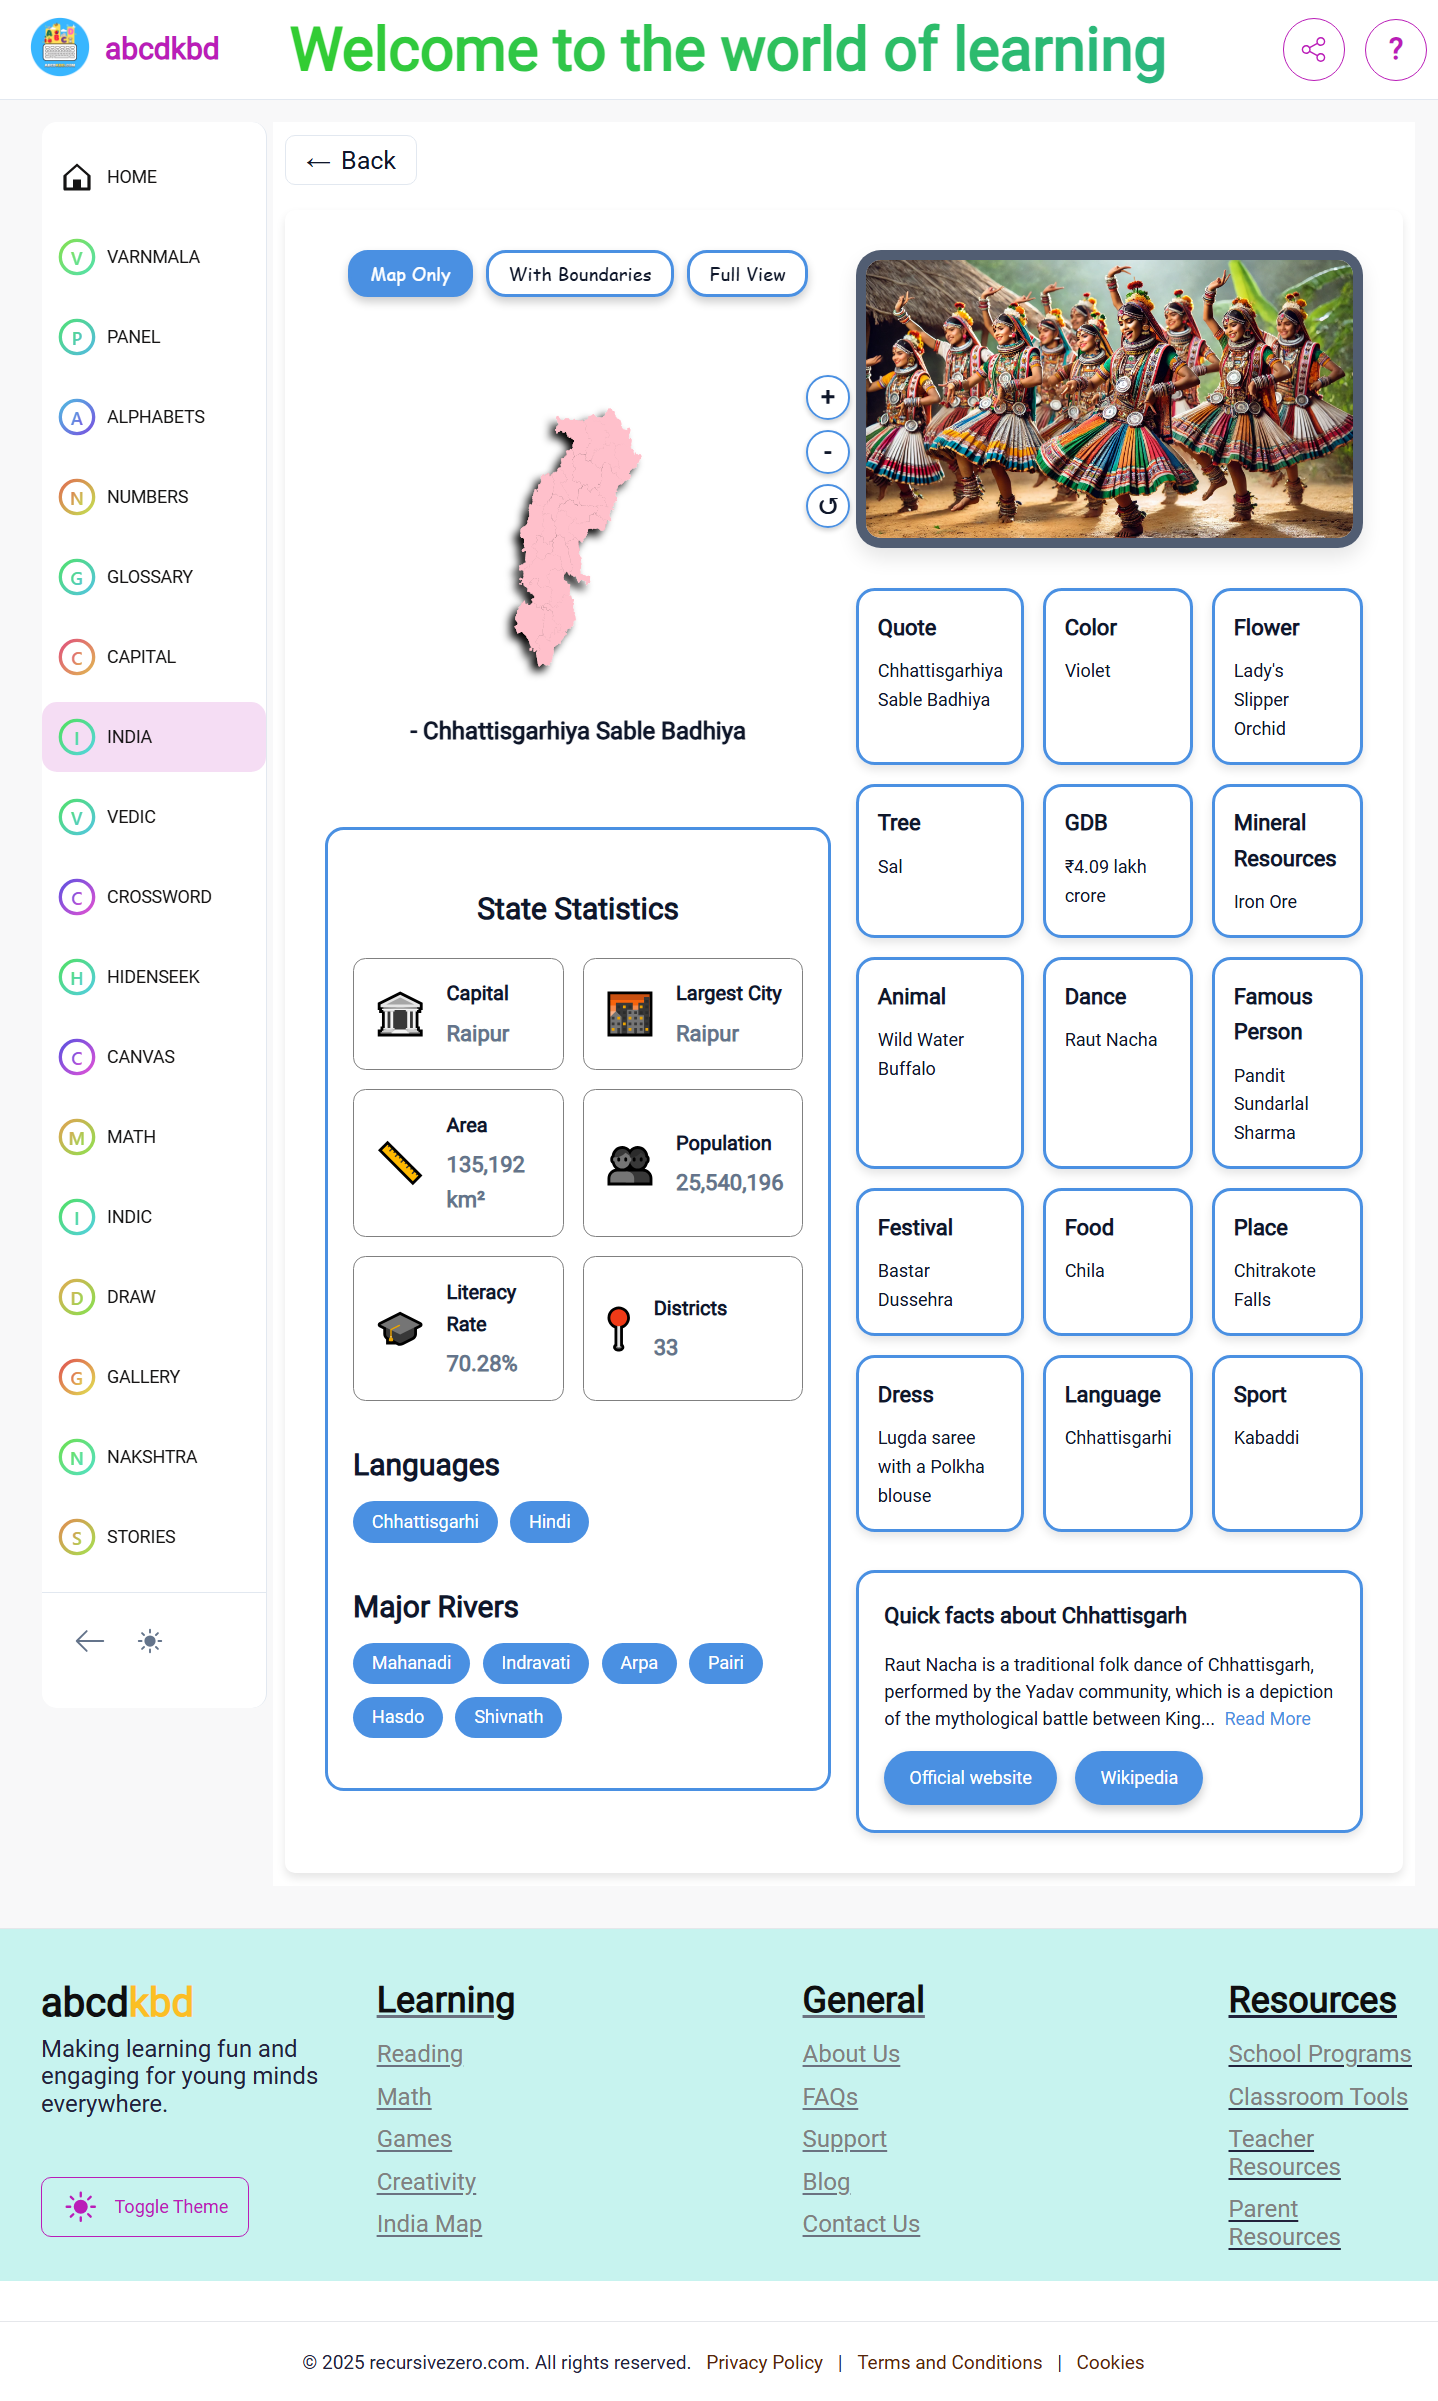 abcdkbd
Welcome to the world of learning
?
HOME
V VARNMALA
P PANEL
A ALPHABETS
N NUMBERS
G GLOSSARY
C CAPITAL
I INDIA
V VEDIC
C CROSSWORD
H HIDENSEEK
C CANVAS
M MATH
I INDIC
D DRAW
G GALLERY
N NAKSHTRA
S STORIES
← Back
Map Only
With Boundaries
Full View
+
-
↺
- Chhattisgarhiya Sable Badhiya
State Statistics
Capital
Raipur
Largest City
Raipur
Area
135,192
km²
Population
25,540,196
Literacy
Rate
70.28%
Districts
33
Languages
Chhattisgarhi
Hindi
Major Rivers
Mahanadi
Indravati
Arpa
Pairi
Hasdo
Shivnath
Quote
Chhattisgarhiya
Sable Badhiya
Color
Violet
Flower
Lady's
Slipper
Orchid
Tree
Sal
GDB
₹4.09 lakh
crore
Mineral
Resources
Iron Ore
Animal
Wild Water
Buffalo
Dance
Raut Nacha
Famous
Person
Pandit
Sundarlal
Sharma
Festival
Bastar
Dussehra
Food
Chila
Place
Chitrakote
Falls
Dress
Lugda saree
with a Polkha
blouse
Language
Chhattisgarhi
Sport
Kabaddi
Quick facts about Chhattisgarh
Raut Nacha is a traditional folk dance of Chhattisgarh,
performed by the Yadav community, which is a depiction
of the mythological battle between King... Read More
Official website
Wikipedia
abcdkbd
Making learning fun and
engaging for young minds
everywhere.
Toggle Theme
Learning
Reading
Math
Games
Creativity
India Map
General
About Us
FAQs
Support
Blog
Contact Us
Resources
School Programs
Classroom Tools
Teacher
Resources
Parent
Resources
© 2025 recursivezero.com. All rights reserved. Privacy Policy | Terms and Conditions | Cookies